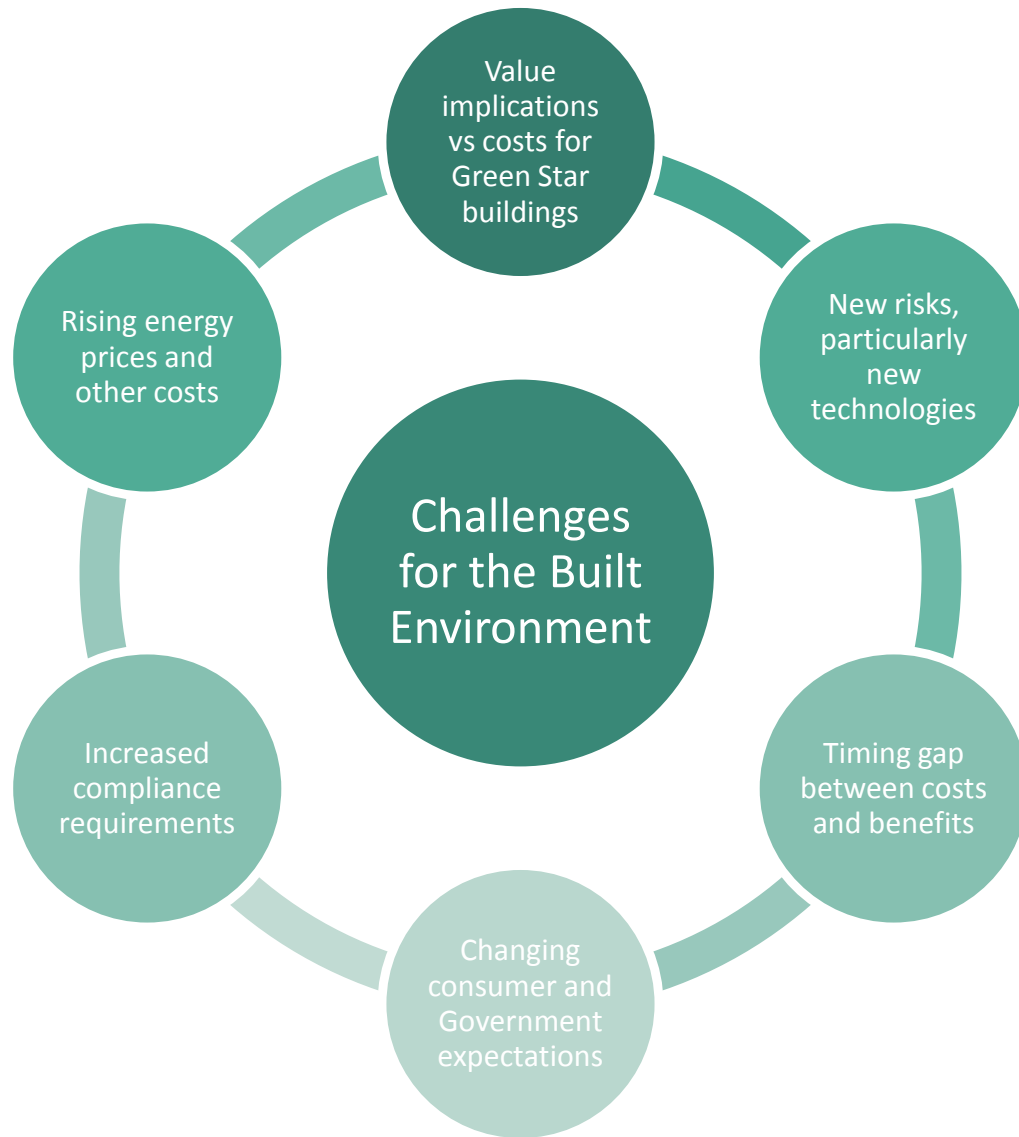 Value
implications
vs costs for
Green Star
buildings
New risks,
particularly
new
technologies
Timing gap
between costs
and benefits
Changing
consumer and
Government
expectations
Increased
compliance
requirements
Rising energy
prices and
other costs
Challenges
for the Built
Environment